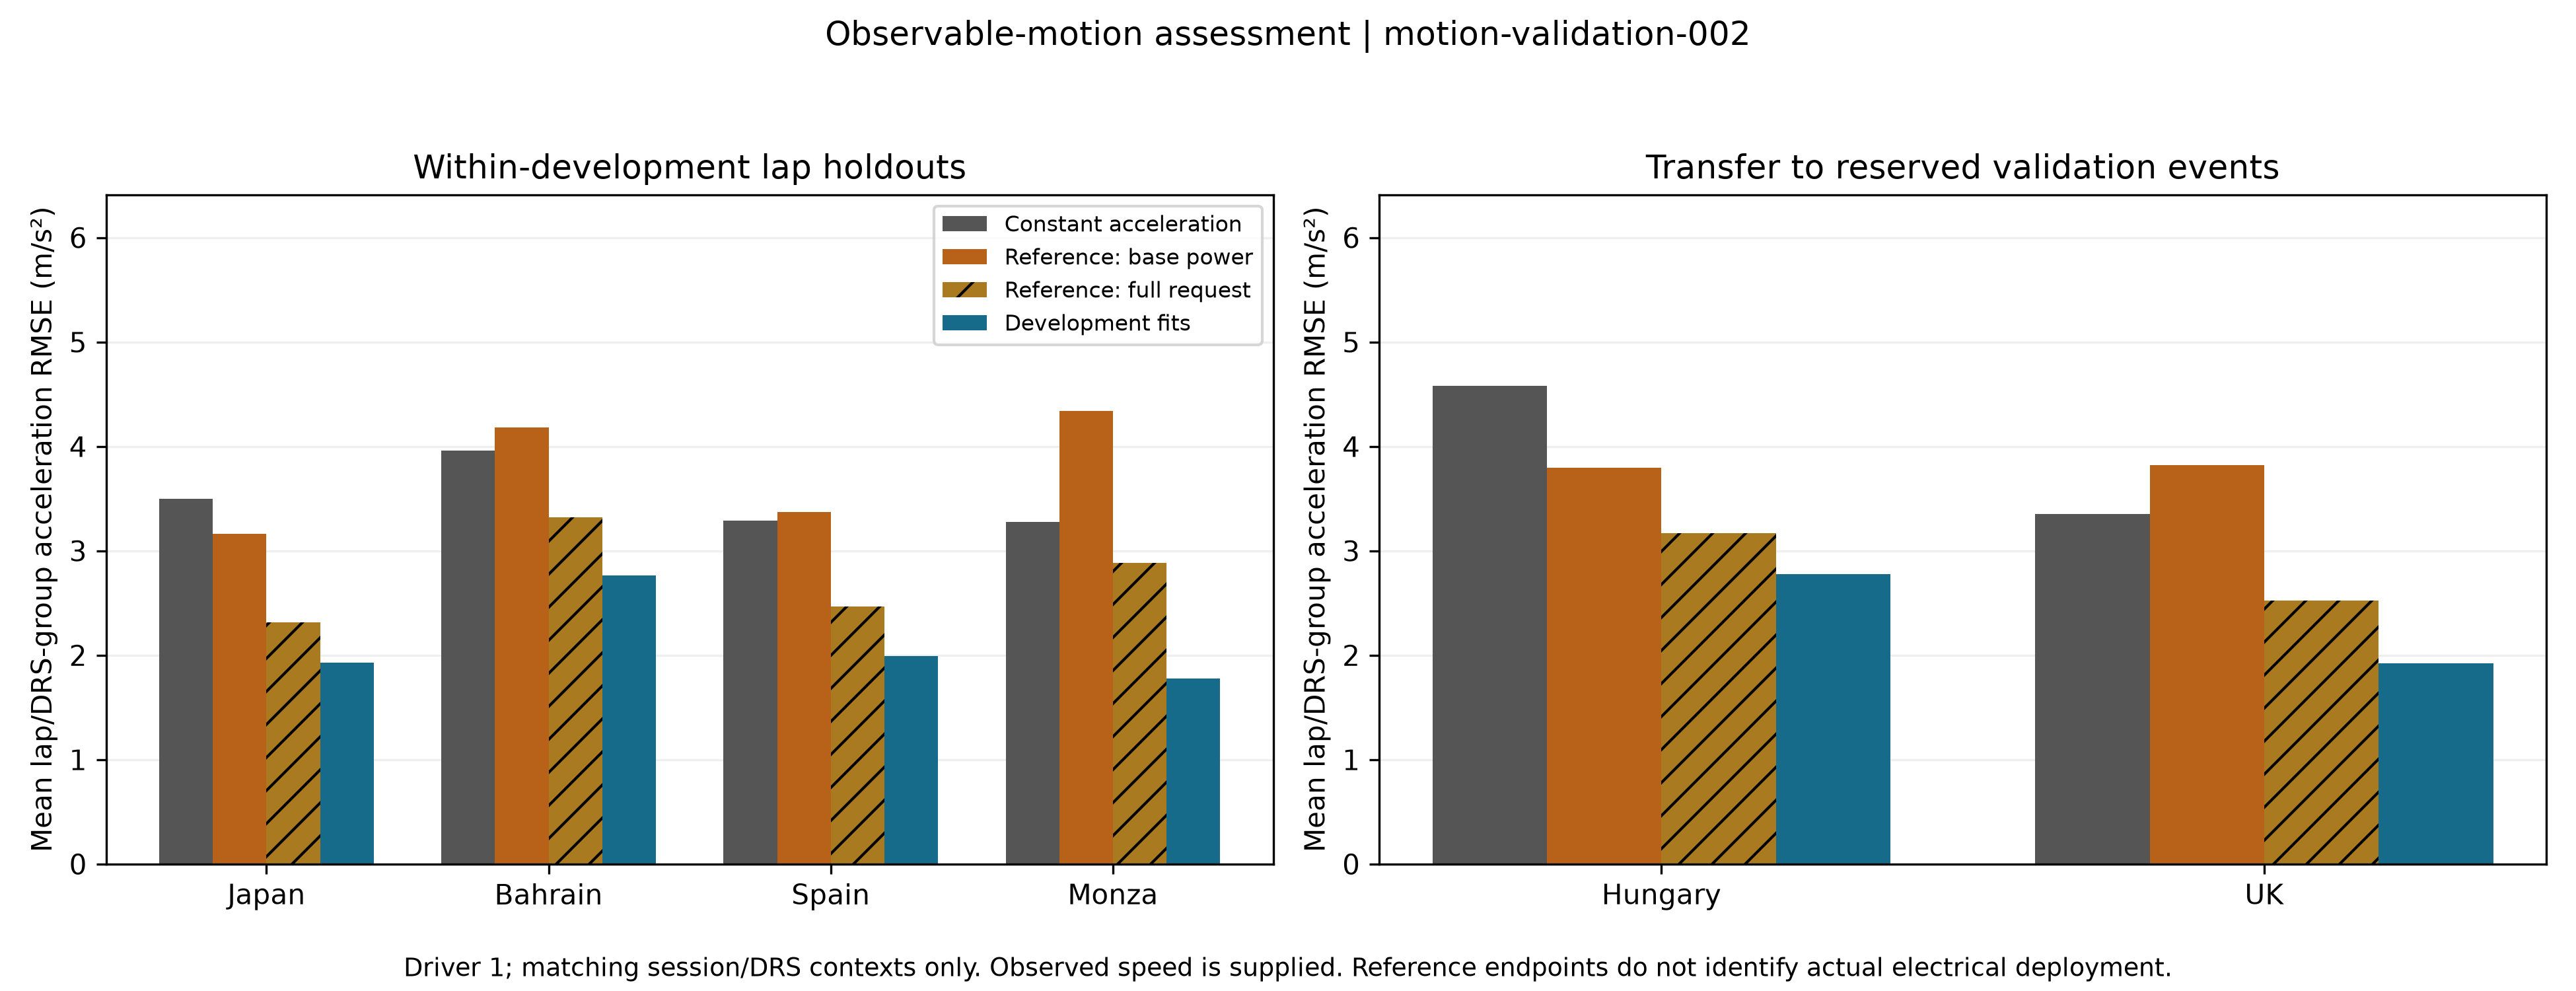 Observable-motion assessment | motion-validation-002
Within-development lap holdouts
Mean lap/DRS-group acceleration RMSE (m/s²)
6
5
4
3
2
1
0
Constant acceleration
Reference: base power
Reference: full request
Development fits
Japan
Bahrain
Spain
Monza
Transfer to reserved validation events
Mean lap/DRS-group acceleration RMSE (m/s²)
6
5
4
3
2
1
0
Hungary
UK
Driver 1; matching session/DRS contexts only. Observed speed is supplied. Reference endpoints do not identify actual electrical deployment.